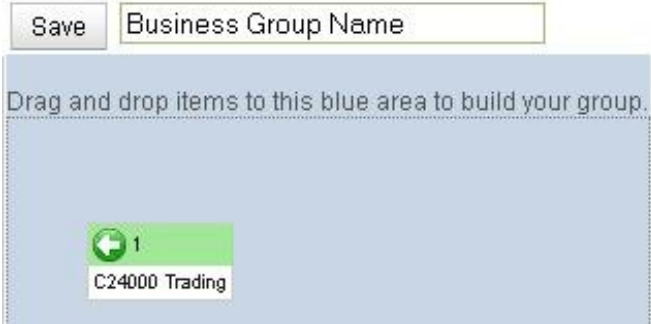 Save
Business Group Name
Drag and drop items to this blue area to build your group.
1
C24000 Trading